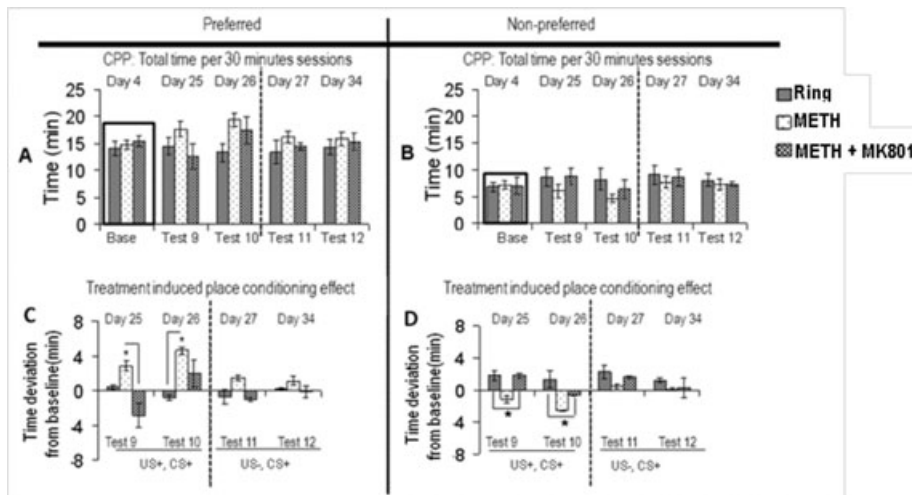 Preferred
Non-preferred
CPP: Total time per 30 minutes sessions
Day 4 Day 25 Day 26 Day 27 Day 34
A
Time (min)
25
20
15
10
5
0
Base Test 9 Test 10 Test 11 Test 12
CPP: Total time per 30 minutes sessions
Day 4 Day 25 Day 26 Day 27 Day 34
B
Time (min)
25
20
15
10
5
0
Base Test 9 Test 10 Test 11 Test 12
Ring
METH
METH + MK801
Treatment induced place conditioning effect
C
Day 25 Day 26 Day 27 Day 34
Time deviation
from baseline(min)
8
4
0
-4
-8
* *
Test 9 Test 10 Test 11 Test 12
US+, CS+ US-, CS+
Treatment induced place conditioning effect
D
Day 25 Day 26 Day 27 Day 34
Time deviation
from baseline(min)
8
4
0
-4
-8
* *
Test 9 Test 10 Test 11 Test 12
US+, CS+ US-, CS+